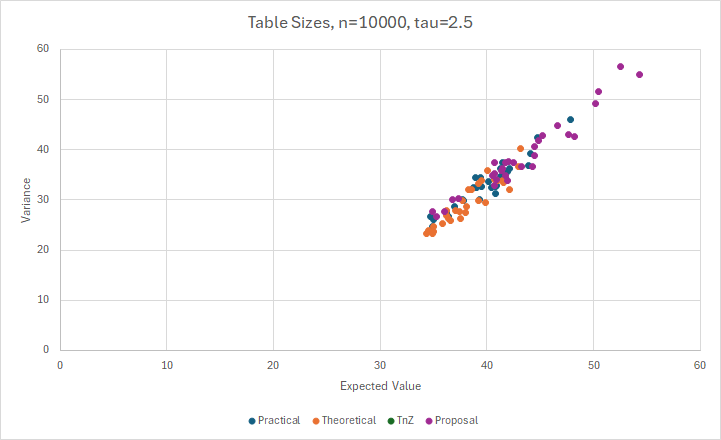 Table Sizes, n=10000, tau=2.5
60
50
40
30
20
10
0
Variance
0 10 20 30 40 50 60
Expected Value
Practical Theoretical TnZ Proposal